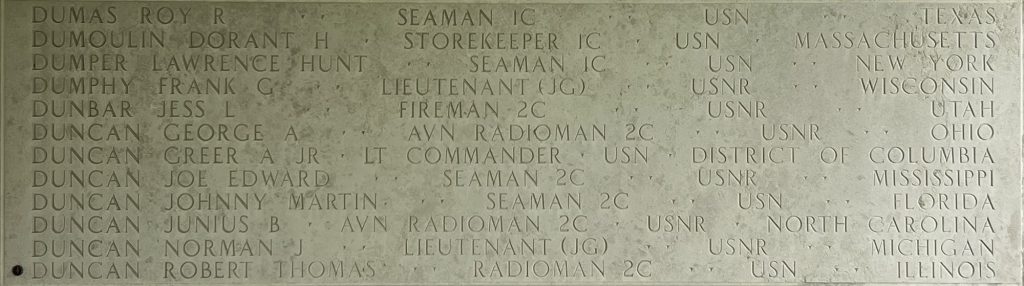 DUMAS ROY R · · SEAMAN 1C · · USN · · TEXAS
DUMOULIN DORANT H · · STOREKEEPER 1C · · USN · · MASSACHUSETTS
DUMPER LAWRENCE HUNT · · SEAMAN 1C · · USN · · NEW YORK
DUMPHY FRANK G · · LIEUTENANT (JG) · · USNR · · WISCONSIN
DUNBAR JESS L · · FIREMAN 2C · · USNR · · UTAH
DUNCAN GEORGE A · · AVN RADIOMAN 2C · · USNR · · OHIO
DUNCAN GREER A JR · LT COMMANDER · USN · DISTRICT OF COLUMBIA
DUNCAN JOE EDWARD · · SEAMAN 2C · · USNR · · MISSISSIPPI
DUNCAN JOHNNY MARTIN · · SEAMAN 2C · · USN · · FLORIDA
DUNCAN JUNIUS B · AVN RADIOMAN 2C · USNR · NORTH CAROLINA
DUNCAN NORMAN J · · LIEUTENANT (JG) · · USNR · · MICHIGAN
DUNCAN ROBERT THOMAS · · RADIOMAN 2C · · USN · · ILLINOIS